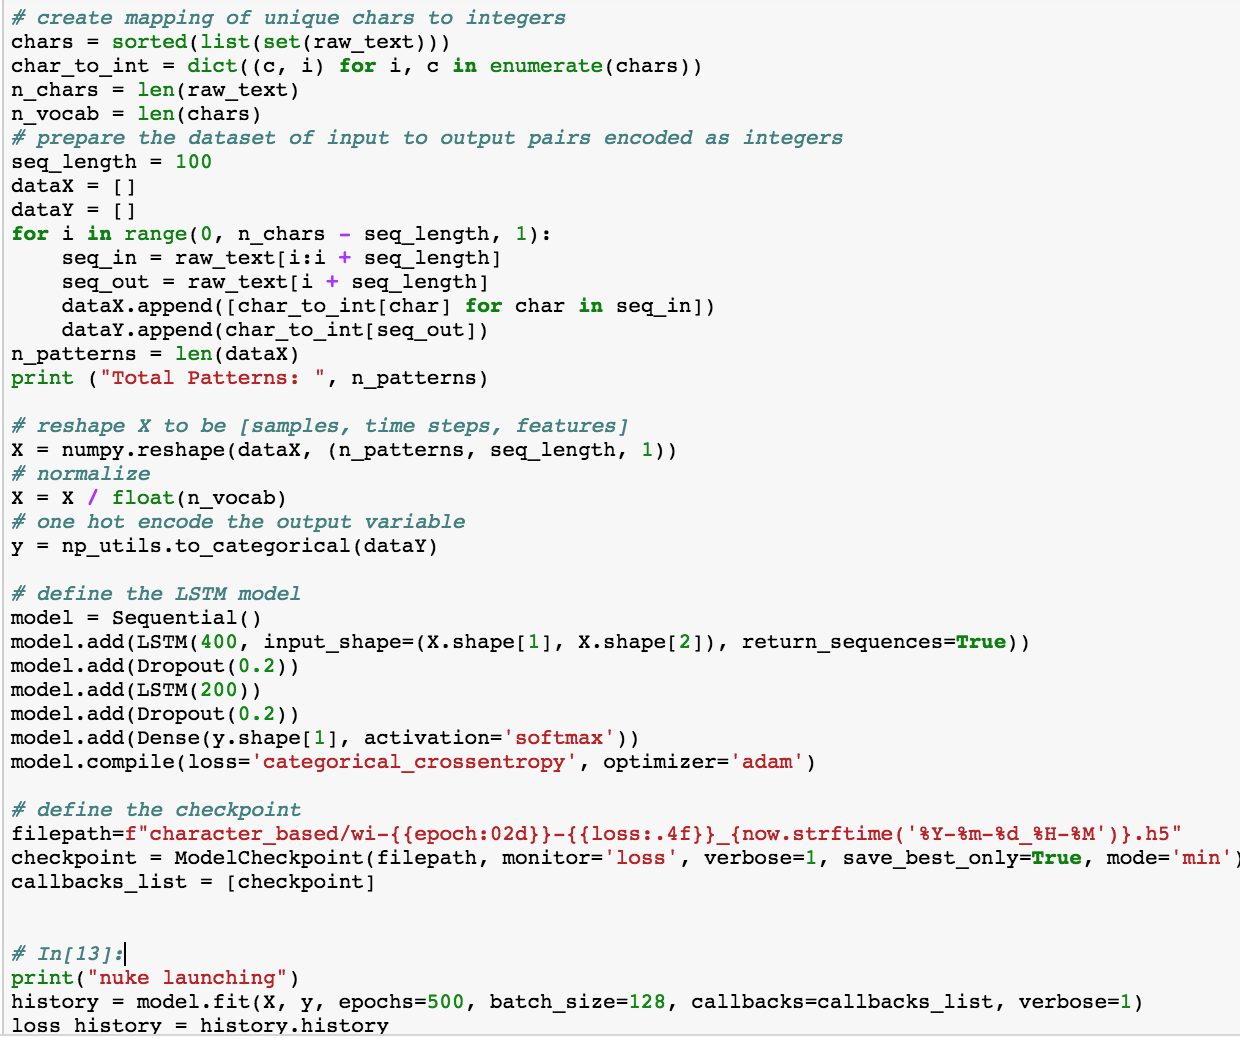 # create mapping of unique chars to integers
chars = sorted(list(set(raw_text)))
char_to_int = dict((c, i) for i, c in enumerate(chars))
n_chars = len(raw_text)
n_vocab = len(chars)
# prepare the dataset of input to output pairs encoded as integers
seq_length = 100
dataX = []
dataY = []
for i in range(0, n_chars - seq_length, 1):
    seq_in = raw_text[i:i + seq_length]
    seq_out = raw_text[i + seq_length]
    dataX.append([char_to_int[char] for char in seq_in])
    dataY.append(char_to_int[seq_out])
n_patterns = len(dataX)
print ("Total Patterns: ", n_patterns)
# reshape X to be [samples, time steps, features]
X = numpy.reshape(dataX, (n_patterns, seq_length, 1))
# normalize
X = X / float(n_vocab)
# one hot encode the output variable
y = np_utils.to_categorical(dataY)
# define the LSTM model
model = Sequential()
model.add(LSTM(400, input_shape=(X.shape[1], X.shape[2]), return_sequences=True))
model.add(Dropout(0.2))
model.add(LSTM(200))
model.add(Dropout(0.2))
model.add(Dense(y.shape[1], activation='softmax'))
model.compile(loss='categorical_crossentropy', optimizer='adam')
# define the checkpoint
filepath=f"character_based/wi-{{epoch:02d}}-{{loss:.4f}}_{now.strftime('%Y-%m-%d_%H-%M')}.h5"
checkpoint = ModelCheckpoint(filepath, monitor='loss', verbose=1, save_best_only=True, mode='min')
callbacks_list = [checkpoint]
# In[13]:
print("nuke launching")
history = model.fit(X, y, epochs=500, batch_size=128, callbacks=callbacks_list, verbose=1)
loss_history = history.history